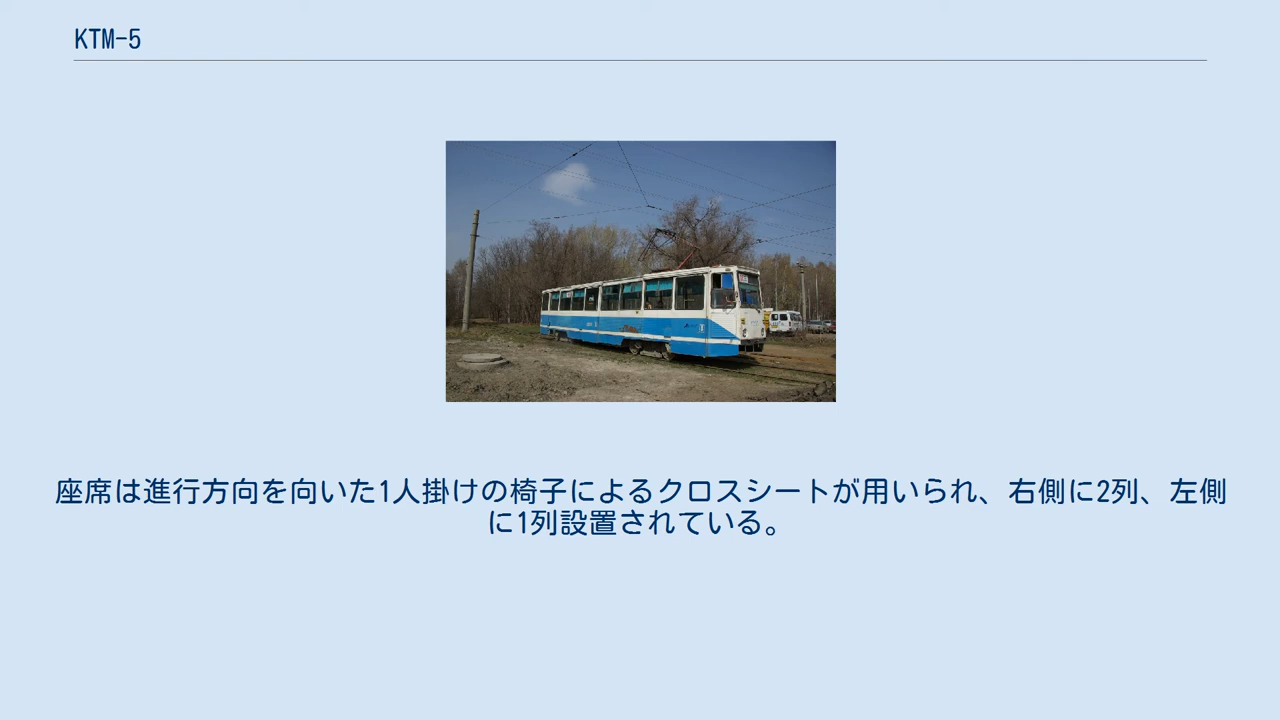 KTM-5
座席は進行方向を向いた1人掛けの椅子によるクロスシートが用いられ、右側に2列、左側
に1列設置されている。